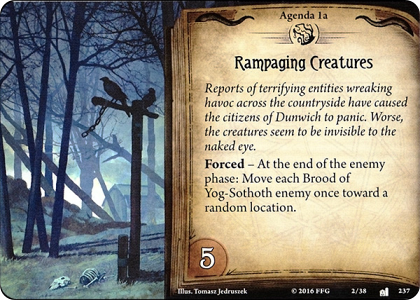 Agenda 1a
Rampaging Creatures
Reports of terrifying entities wreaking
havoc across the countryside have caused
the citizens of Dunwich to panic. Worse,
the creatures seem to be invisible to the
naked eye.
Forced – At the end of the enemy
phase: Move each Brood of
Yog-Sothoth enemy once toward a
random location.
5
Illus. Tomasz Jedruszek
© 2016 FFG
2/38
237